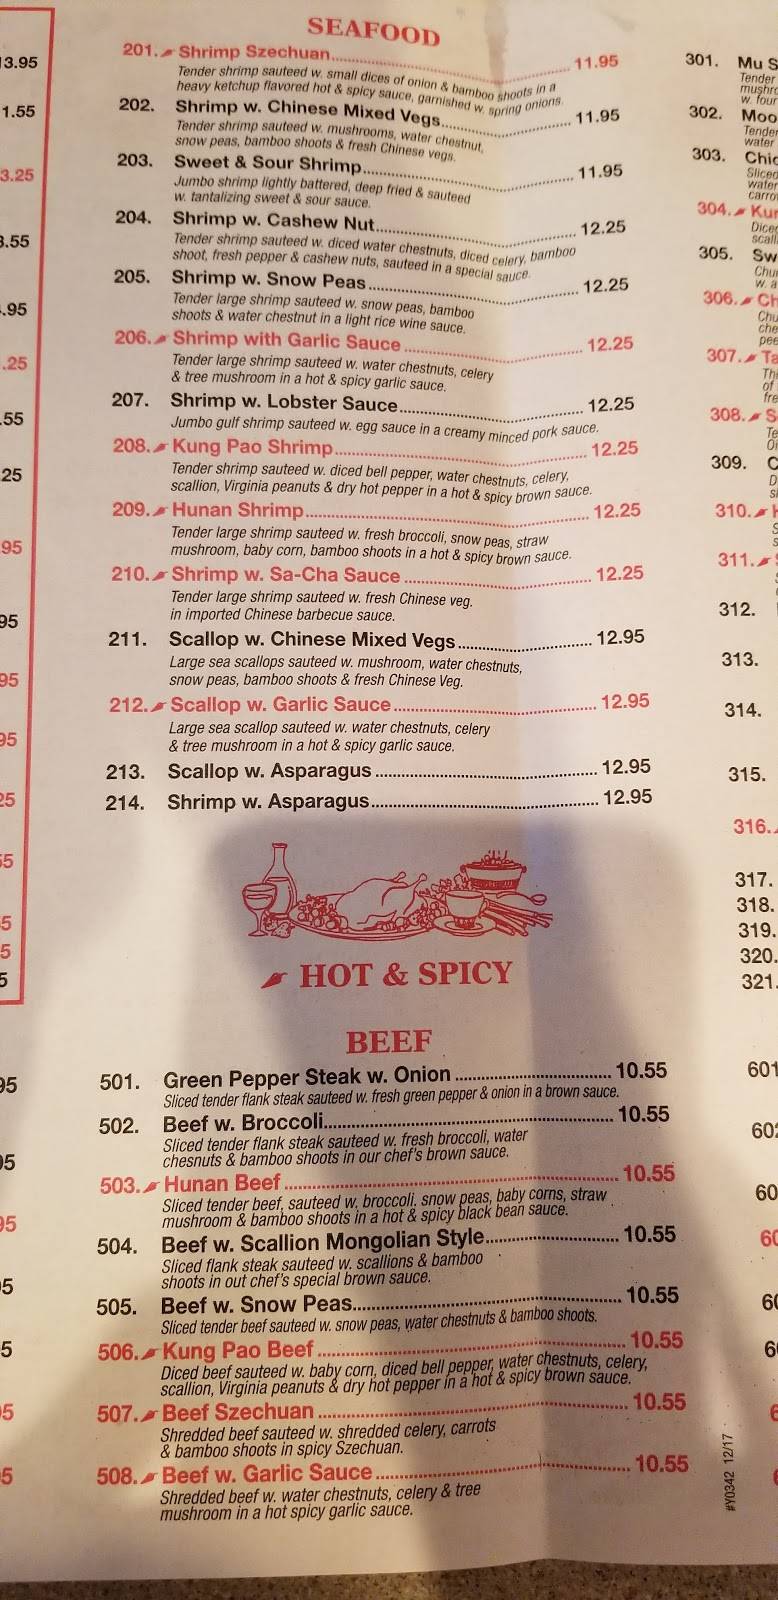 SEAFOOD
201. Shrimp Szechuan 11.95
Tender shrimp sauteed w. small dices of onion & bamboo shoots in a
heavy ketchup flavored hot & spicy sauce, garnished w. spring onions.
202. Shrimp w. Chinese Mixed Vegs. 11.95
Tender shrimp sauteed w. mushrooms, water chestnut,
snow peas, bamboo shoots & fresh Chinese vegs.
203. Sweet & Sour Shrimp 11.95
Jumbo shrimp lightly battered, deep fried & sauteed
w. tantalizing sweet & sour sauce.
204. Shrimp w. Cashew Nut 12.25
Tender shrimp sauteed w. diced water chestnuts, diced celery, bamboo
shoot, fresh pepper & cashew nuts, sauteed in a special sauce.
205. Shrimp w. Snow Peas 12.25
Tender large shrimp sauteed w. snow peas, bamboo
shoots & water chestnut in a light rice wine sauce.
206. Shrimp with Garlic Sauce 12.25
Tender large shrimp sauteed w. water chestnuts, celery
& tree mushroom in a hot & spicy garlic sauce.
207. Shrimp w. Lobster Sauce 12.25
Jumbo gulf shrimp sauteed w. egg sauce in a creamy minced pork sauce.
208. Kung Pao Shrimp 12.25
Tender shrimp sauteed w. diced bell pepper, water chestnuts, celery,
scallion, Virginia peanuts & dry hot pepper in a hot & spicy brown sauce.
209. Hunan Shrimp 12.25
Tender large shrimp sauteed w. fresh broccoli, snow peas, straw
mushroom, baby corn, bamboo shoots in a hot & spicy brown sauce.
210. Shrimp w. Sa-Cha Sauce 12.25
Tender large shrimp sauteed w. fresh Chinese veg.
in imported Chinese barbecue sauce.
211. Scallop w. Chinese Mixed Vegs 12.95
Large sea scallops sauteed w. mushroom, water chestnuts,
snow peas, bamboo shoots & fresh Chinese Veg.
212. Scallop w. Garlic Sauce 12.95
Large sea scallop sauteed w. water chestnuts, celery
& tree mushroom in a hot & spicy garlic sauce.
213. Scallop w. Asparagus 12.95
214. Shrimp w. Asparagus 12.95
HOT & SPICY
BEEF
501. Green Pepper Steak w. Onion 10.55
Sliced tender flank steak sauteed w. fresh green pepper & onion in a brown sauce.
502. Beef w. Broccoli 10.55
Sliced tender flank steak sauteed w. fresh broccoli, water
chesnuts & bamboo shoots in our chef's brown sauce.
503. Hunan Beef 10.55
Sliced tender beef, sauteed w. broccoli. snow peas, baby corns, straw
mushroom & bamboo shoots in a hot & spicy black bean sauce.
504. Beef w. Scallion Mongolian Style 10.55
Sliced flank steak sauteed w. scallions & bamboo
shoots in out chef's special brown sauce.
505. Beef w. Snow Peas 10.55
Sliced tender beef sauteed w. snow peas, water chestnuts & bamboo shoots.
506. Kung Pao Beef 10.55
Diced beef sauteed w. baby corn, diced bell pepper, water chestnuts, celery,
scallion, Virginia peanuts & dry hot pepper in a hot & spicy brown sauce.
507. Beef Szechuan 10.55
Shredded beef sauteed w. shredded celery, carrots
& bamboo shoots in spicy Szechuan.
508. Beef w. Garlic Sauce 10.55
Shredded beef w. water chestnuts, celery & tree
mushroom in a hot spicy garlic sauce.
#Y0342 12/17
301. Mu S
Tender
w. four
302. Moo
Tender
water
303. Chic
Sliced
water
304. Kun
305. Sw
w. a
306. Ch
307. Ta
of
308. S
309. C
310. H
311. S
312.
313.
314.
315.
316.
317.
318.
319.
320.
321.
601